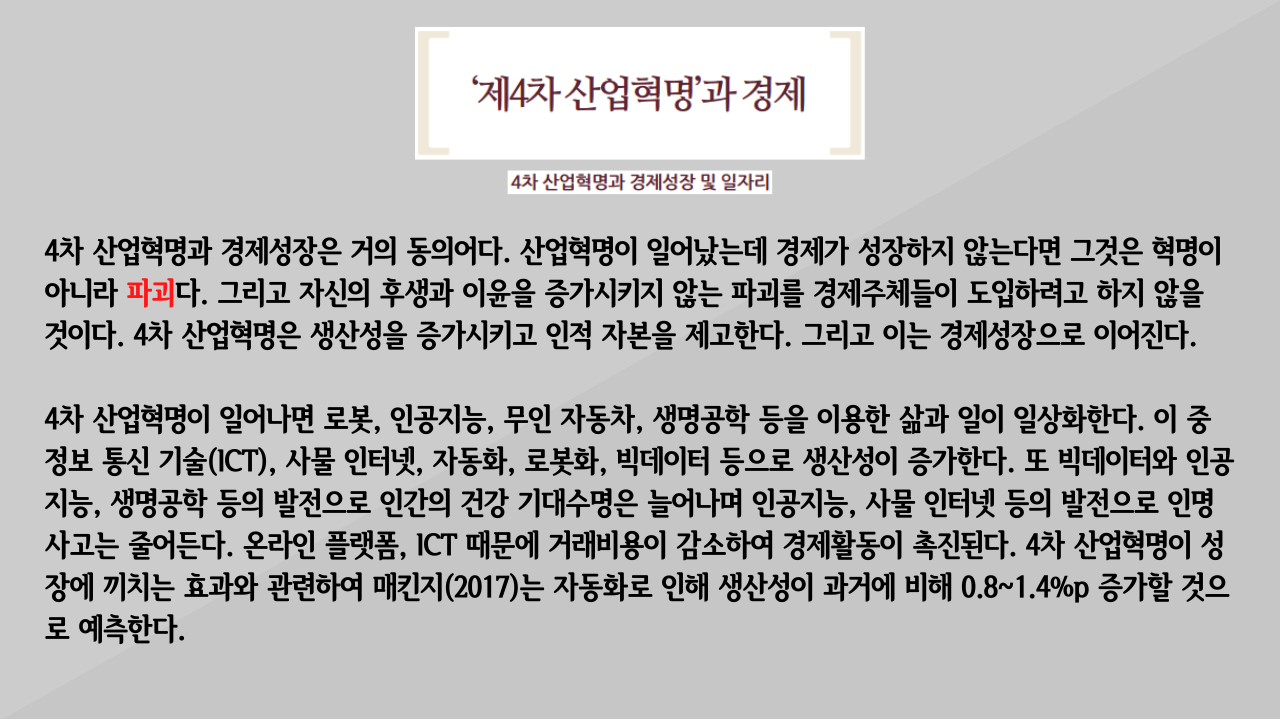 ‘제4차 산업혁명’과 경제
4차 산업혁명과 경제성장 및 일자리
4차 산업혁명과 경제성장은 거의 동의어다. 산업혁명이 일어났는데 경제가 성장하지 않는다면 그것은 혁명이
아니라 파괴다. 그리고 자신의 후생과 이윤을 증가시키지 않는 파괴를 경제주체들이 도입하려고 하지 않을
것이다. 4차 산업혁명은 생산성을 증가시키고 인적 자본을 제고한다. 그리고 이는 경제성장으로 이어진다.
4차 산업혁명이 일어나면 로봇, 인공지능, 무인 자동차, 생명공학 등을 이용한 삶과 일이 일상화한다. 이 중
정보 통신 기술(ICT), 사물 인터넷, 자동화, 로봇화, 빅데이터 등으로 생산성이 증가한다. 또 빅데이터와 인공
지능, 생명공학 등의 발전으로 인간의 건강 기대수명은 늘어나며 인공지능, 사물 인터넷 등의 발전으로 인명
사고는 줄어든다. 온라인 플랫폼, ICT 때문에 거래비용이 감소하여 경제활동이 촉진된다. 4차 산업혁명이 성
장에 끼치는 효과와 관련하여 매킨지(2017)는 자동화로 인해 생산성이 과거에 비해 0.8~1.4%p 증가할 것으
로 예측한다.